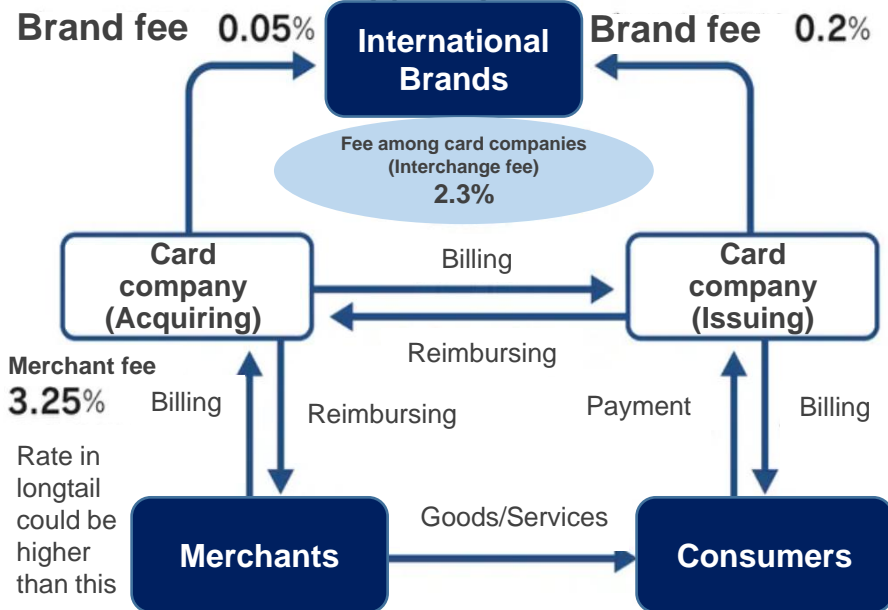 Brand fee 0.05%
International
Brands
Brand fee 0.2%
Fee among card companies
(Interchange fee)
2.3%
Card
company
(Acquiring)
Billing
Card
company
(Issuing)
Reimbursing
Merchant fee
3.25%
Billing
Reimbursing
Payment
Billing
Rate in
longtail
could be
higher
than this
Merchants
Goods/Services
Consumers